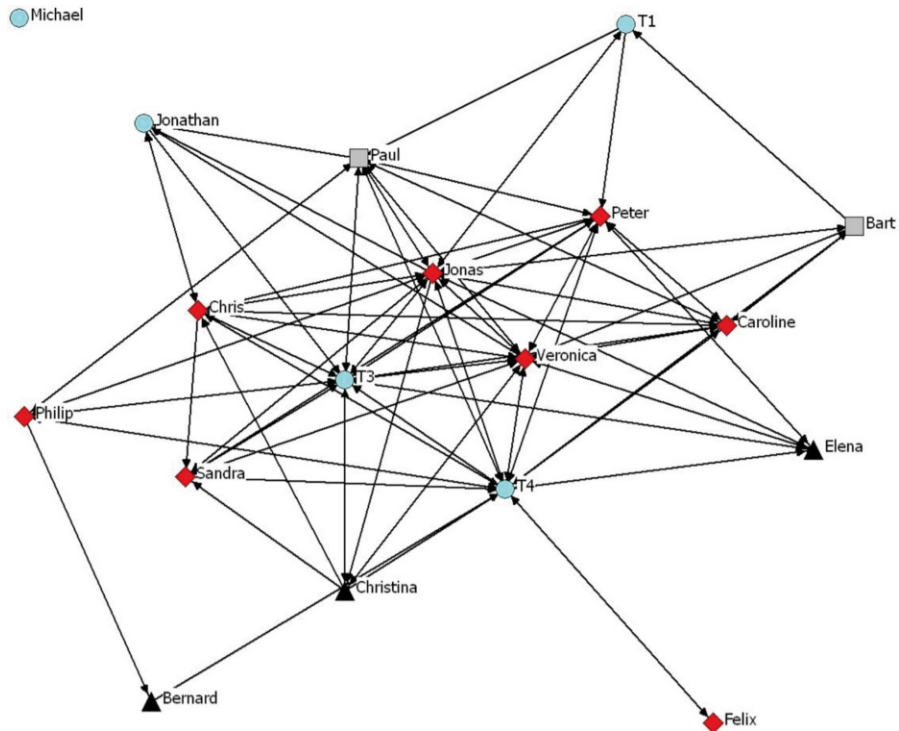 Michael
T1
Jonathan
Paul
Peter
Bart
Jonas
Chris
Caroline
Veronica
T3
Philip
Elena
Sandra
T4
Christina
Bernard
Felix